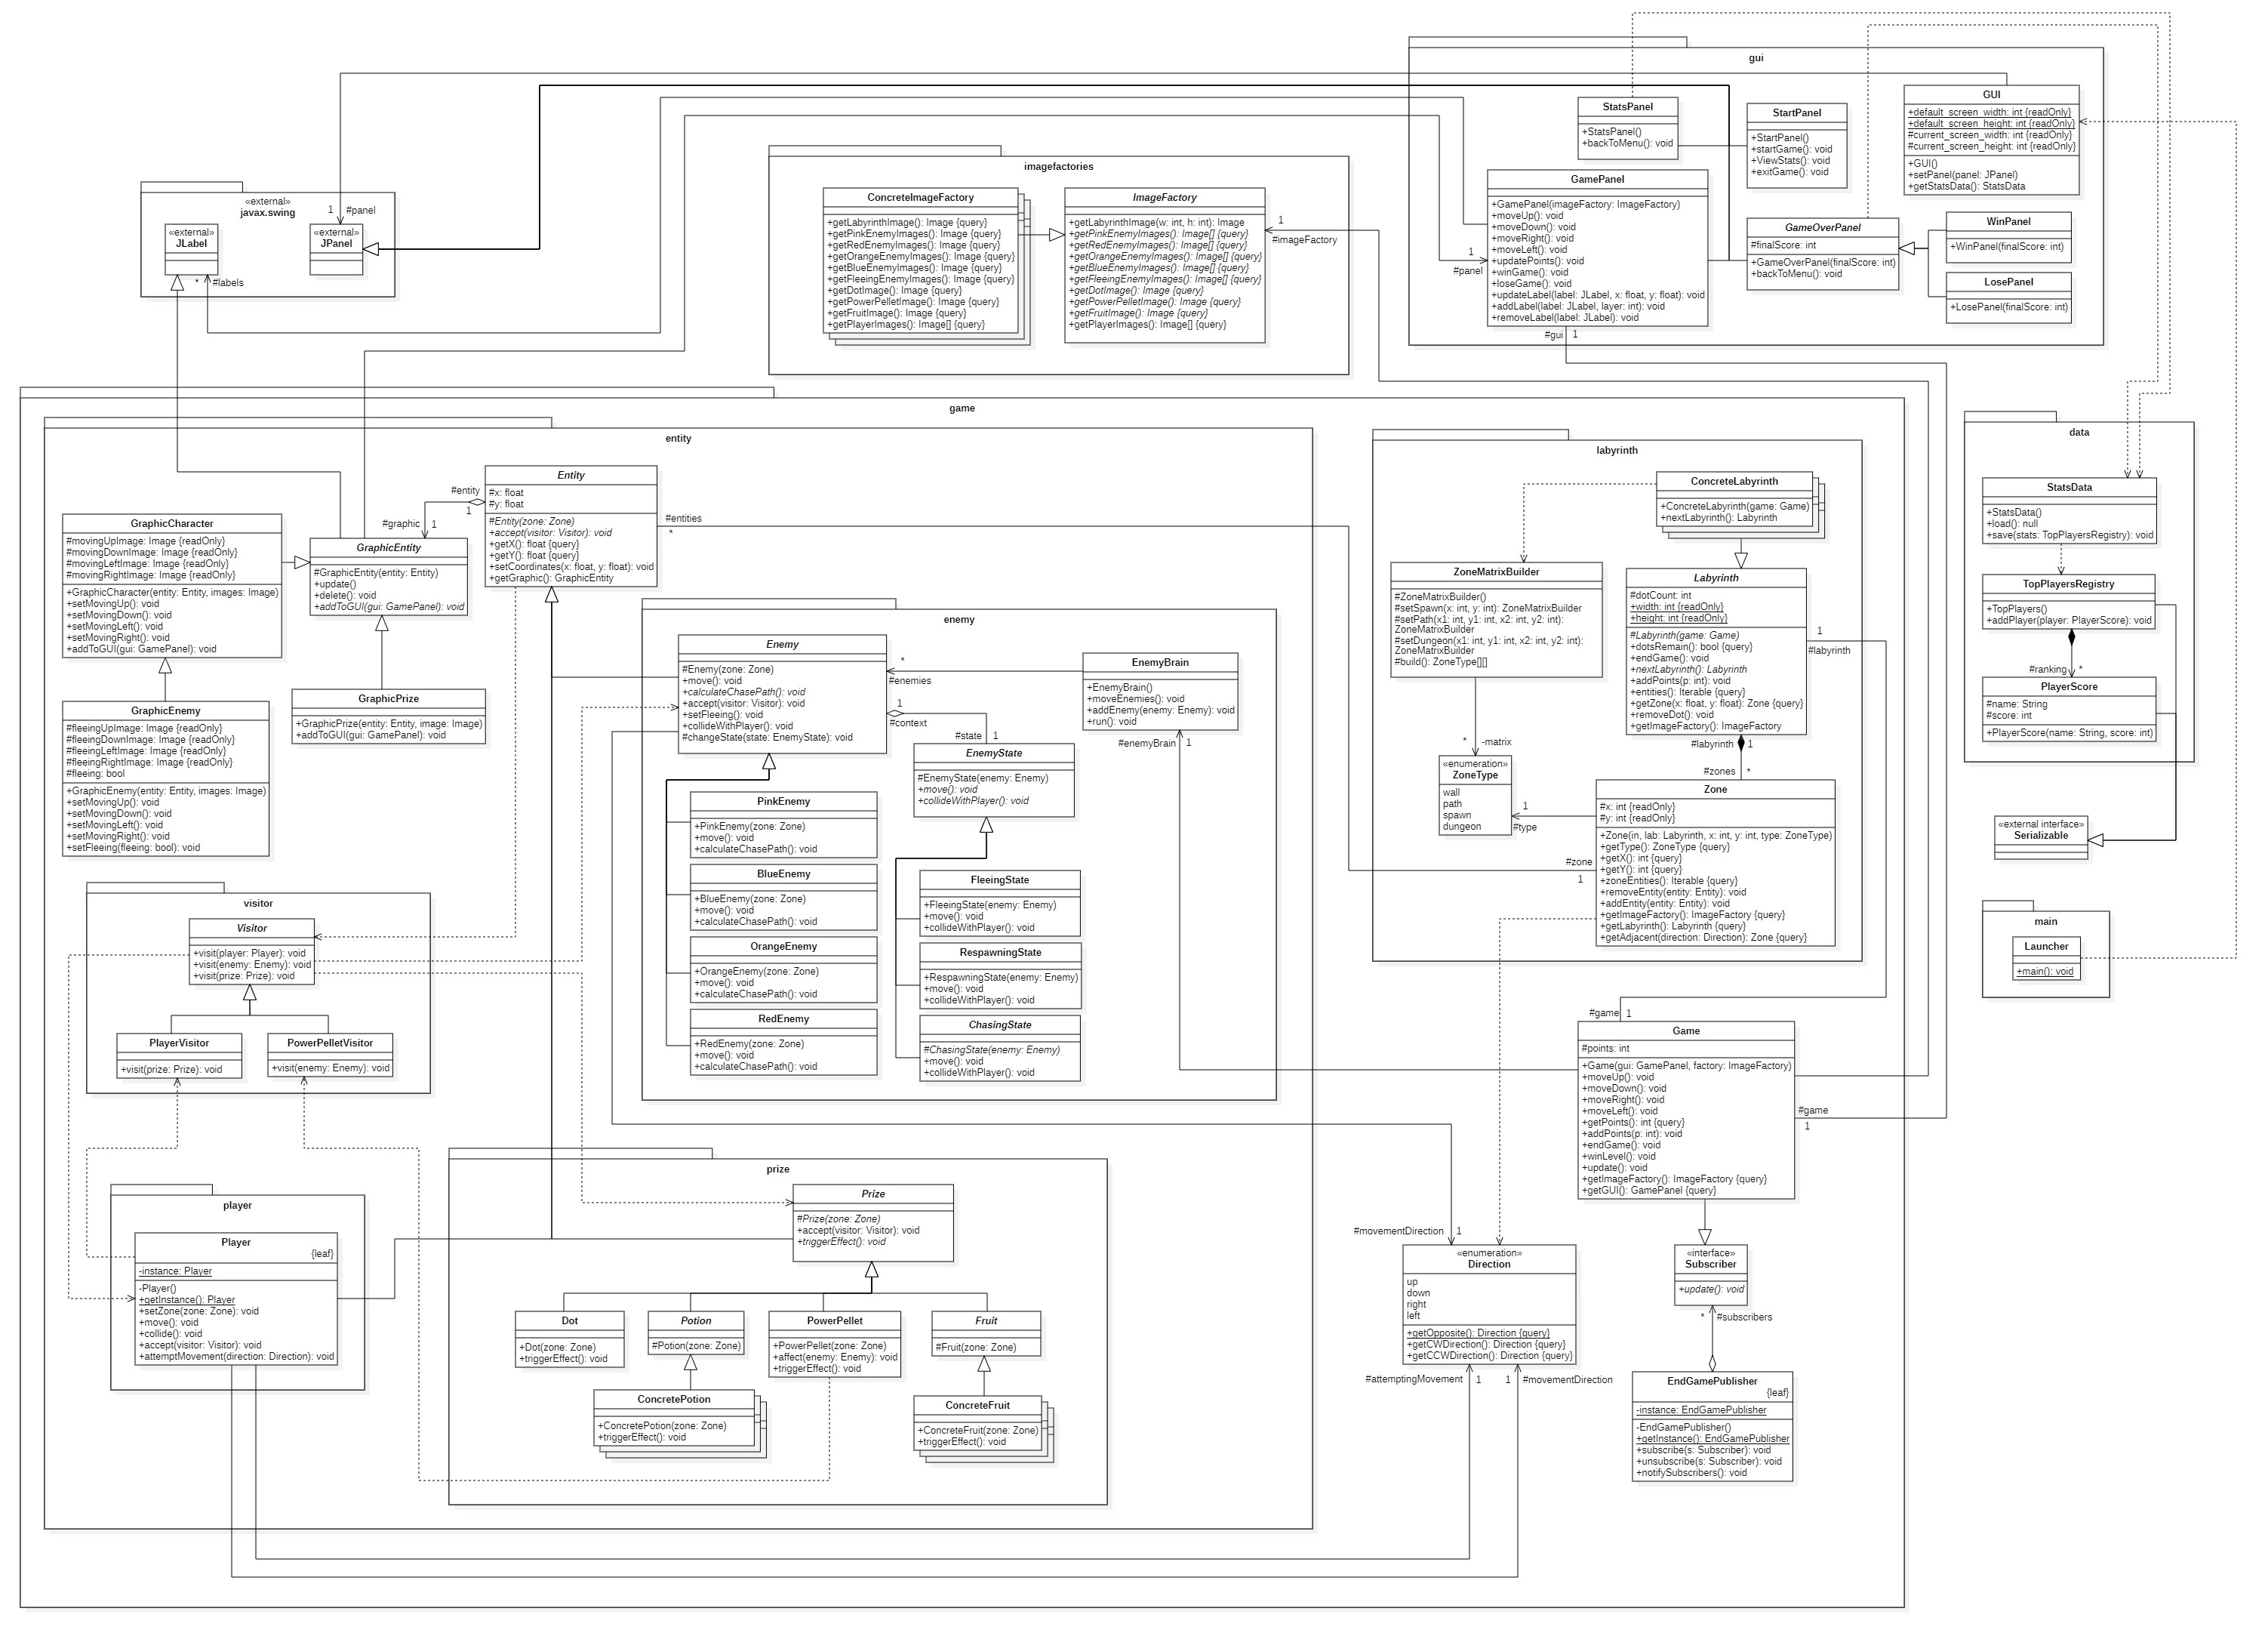 gui
StatsPanel
+StatsPanel()
+backToMenu(): void
StartPanel
+StartPanel()
+startGame(): void
+ViewStats(): void
+exitGame(): void
GUI
+default_screen_width: int {readOnly}
+default_screen_height: int {readOnly}
#current_screen_width: int {readOnly}
#current_screen_height: int {readOnly}
+GUI()
+setPanel(panel: JPanel)
+getStatsData(): StatsData
GamePanel
+GamePanel(imageFactory: ImageFactory)
+moveUp(): void
+moveDown(): void
+moveRight(): void
+moveLeft(): void
+updatePoints(): void
+winGame(): void
+loseGame(): void
+updateLabel(label: JLabel, x: float, y: float): void
+addLabel(label: JLabel, layer: int): void
+removeLabel(label: JLabel): void
1
#panel
#gui
1
GameOverPanel
#finalScore: int
+GameOverPanel(finalScore: int)
+backToMenu(): void
WinPanel
+WinPanel(finalScore: int)
LosePanel
+LosePanel(finalScore: int)
«external»
javax.swing
1
#panel
«external»
JLabel
«external»
JPanel
*
#labels
imagefactories
ConcreteImageFactory
+getLabyrinthImage(): Image {query}
+getPinkEnemyImages(): Image {query}
+getRedEnemyImages(): Image {query}
+getOrangeEnemyImages(): Image {query}
+getBlueEnemyImages(): Image {query}
+getFleeingEnemyImages(): Image {query}
+getDotImage(): Image {query}
+getPowerPelletImage(): Image {query}
+getFruitImage(): Image {query}
+getPlayerImages(): Image[] {query}
ImageFactory
+getLabyrinthImage(w: int, h: int): Image
+getPinkEnemyImages(): Image[] {query}
+getRedEnemyImages(): Image[] {query}
+getOrangeEnemyImages(): Image[] {query}
+getBlueEnemyImages(): Image[] {query}
+getFleeingEnemyImages(): Image[] {query}
+getDotImage(): Image {query}
+getPowerPelletImage(): Image {query}
+getFruitImage(): Image {query}
+getPlayerImages(): Image[] {query}
1
#imageFactory
game
entity
Entity
#x: float
#y: float
#Entity(zone: Zone)
+accept(visitor: Visitor): void
+getX(): float {query}
+getY(): float {query}
+setCoordinates(x: float, y: float): void
+getGraphic(): GraphicEntity
#entity
1
#graphic
1
#entities
*
GraphicCharacter
#movingUpImage: Image {readOnly}
#movingDownImage: Image {readOnly}
#movingLeftImage: Image {readOnly}
#movingRightImage: Image {readOnly}
+GraphicCharacter(entity: Entity, images: Image)
+setMovingUp(): void
+setMovingDown(): void
+setMovingLeft(): void
+setMovingRight(): void
+addToGUI(gui: GamePanel): void
GraphicEntity
#GraphicEntity(entity: Entity)
+update()
+delete(): void
+addToGUI(gui: GamePanel): void
GraphicPrize
+GraphicPrize(entity: Entity, image: Image)
+addToGUI(gui: GamePanel): void
GraphicEnemy
#fleeingUpImage: Image {readOnly}
#fleeingDownImage: Image {readOnly}
#fleeingLeftImage: Image {readOnly}
#fleeingRightImage: Image {readOnly}
#fleeing: bool
+GraphicEnemy(entity: Entity, images: Image)
+setMovingUp(): void
+setMovingDown(): void
+setMovingLeft(): void
+setMovingRight(): void
+setFleeing(fleeing: bool): void
enemy
Enemy
#Enemy(zone: Zone)
+move(): void
+calculateChasePath(): void
+accept(visitor: Visitor): void
+setFleeing(): void
+collideWithPlayer(): void
#changeState(state: EnemyState): void
*
#enemies
1
#context
EnemyBrain
+EnemyBrain()
+moveEnemies(): void
+addEnemy(enemy: Enemy): void
+run(): void
#enemyBrain
1
#state
1
EnemyState
#EnemyState(enemy: Enemy)
+move(): void
+collideWithPlayer(): void
PinkEnemy
+PinkEnemy(zone: Zone)
+move(): void
+calculateChasePath(): void
BlueEnemy
+BlueEnemy(zone: Zone)
+move(): void
+calculateChasePath(): void
OrangeEnemy
+OrangeEnemy(zone: Zone)
+move(): void
+calculateChasePath(): void
RedEnemy
+RedEnemy(zone: Zone)
+move(): void
+calculateChasePath(): void
FleeingState
+FleeingState(enemy: Enemy)
+move(): void
+collideWithPlayer(): void
RespawningState
+RespawningState(enemy: Enemy)
+move(): void
+collideWithPlayer(): void
ChasingState
#ChasingState(enemy: Enemy)
+move(): void
+collideWithPlayer(): void
visitor
Visitor
+visit(player: Player): void
+visit(enemy: Enemy): void
+visit(prize: Prize): void
PlayerVisitor
+visit(prize: Prize): void
PowerPelletVisitor
+visit(enemy: Enemy): void
player
Player
{leaf}
-instance: Player
-Player()
+getInstance(): Player
+setZone(zone: Zone): void
+move(): void
+collide(): void
+accept(visitor: Visitor): void
+attemptMovement(direction: Direction): void
prize
Prize
#Prize(zone: Zone)
+accept(visitor: Visitor): void
+triggerEffect(): void
Dot
+Dot(zone: Zone)
+triggerEffect(): void
Potion
#Potion(zone: Zone)
PowerPellet
+PowerPellet(zone: Zone)
+affect(enemy: Enemy): void
+triggerEffect(): void
Fruit
#Fruit(zone: Zone)
ConcretePotion
+ConcretePotion(zone: Zone)
+triggerEffect(): void
ConcreteFruit
+ConcreteFruit(zone: Zone)
+triggerEffect(): void
labyrinth
ConcreteLabyrinth
+ConcreteLabyrinth(game: Game)
+nextLabyrinth(): Labyrinth
ZoneMatrixBuilder
#ZoneMatrixBuilder()
#setSpawn(x: int, y: int): ZoneMatrixBuilder
#setPath(x1: int, y1: int, x2: int, y2: int):
ZoneMatrixBuilder
#setDungeon(x1: int, y1: int, x2: int, y2: int):
ZoneMatrixBuilder
#build(): ZoneType[][]
Labyrinth
#dotCount: int
+width: int {readOnly}
+height: int {readOnly}
#Labyrinth(game: Game)
+dotsRemain(): bool {query}
+endGame(): void
+nextLabyrinth(): Labyrinth
+addPoints(p: int): void
+entities(): Iterable {query}
+getZone(x: float, y: float): Zone {query}
+removeDot(): void
+getImageFactory(): ImageFactory
1
#labyrinth
#labyrinth
1
#zones
*
*
-matrix
«enumeration»
ZoneType
wall
path
spawn
dungeon
1
#type
Zone
#x: int {readOnly}
#y: int {readOnly}
+Zone(in, lab: Labyrinth, x: int, y: int, type: ZoneType)
+getType(): ZoneType {query}
+getX(): int {query}
+getY(): int {query}
+zoneEntities(): Iterable {query}
+removeEntity(entity: Entity): void
+addEntity(entity: Entity): void
+getImageFactory(): ImageFactory {query}
+getLabyrinth(): Labyrinth {query}
+getAdjacent(direction: Direction): Zone {query}
#zone
1
#game
1
Game
#points: int
+Game(gui: GamePanel, factory: ImageFactory)
+moveUp(): void
+moveDown(): void
+moveRight(): void
+moveLeft(): void
+getPoints(): int {query}
+addPoints(p: int): void
+endGame(): void
+winLevel(): void
+update(): void
+getImageFactory(): ImageFactory {query}
+getGUI(): GamePanel {query}
#game
1
#movementDirection
1
«enumeration»
Direction
up
down
right
left
+getOpposite(): Direction {query}
+getCWDirection(): Direction {query}
+getCCWDirection(): Direction {query}
#attemptingMovement
1
1
#movementDirection
«interface»
Subscriber
+update(): void
*
#subscribers
EndGamePublisher
{leaf}
-instance: EndGamePublisher
-EndGamePublisher()
+getInstance(): EndGamePublisher
+subscribe(s: Subscriber): void
+unsubscribe(s: Subscriber): void
+notifySubscribers(): void
data
StatsData
+StatsData()
+load(): null
+save(stats: TopPlayersRegistry): void
TopPlayersRegistry
+TopPlayers()
+addPlayer(player: PlayerScore): void
#ranking
*
PlayerScore
#name: String
#score: int
+PlayerScore(name: String, score: int)
«external interface»
Serializable
main
Launcher
+main(): void